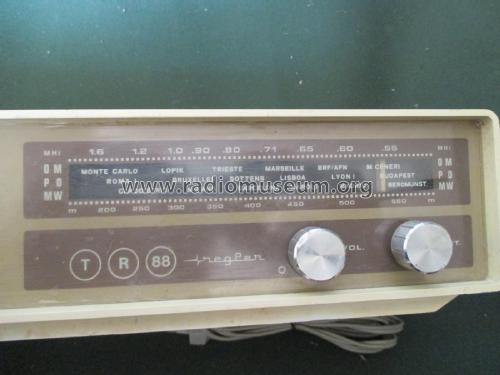 MHz 1.6 1.2 1.0 .90 .80 .71 .65 .60 .55 MHz
OM PO MW MONTE CARLO LOPIK TRIESTE MARSEILLE BRF/AFN M.CENERI OM PO MW
ROMA BRUXELLES SOTTENS LISBOA LYON I BUDAPEST
BEROMUNST.
www.radiomuseum.org
m 200 250 300 350 400 450 500 550 m
T R 88
O VOL. T.